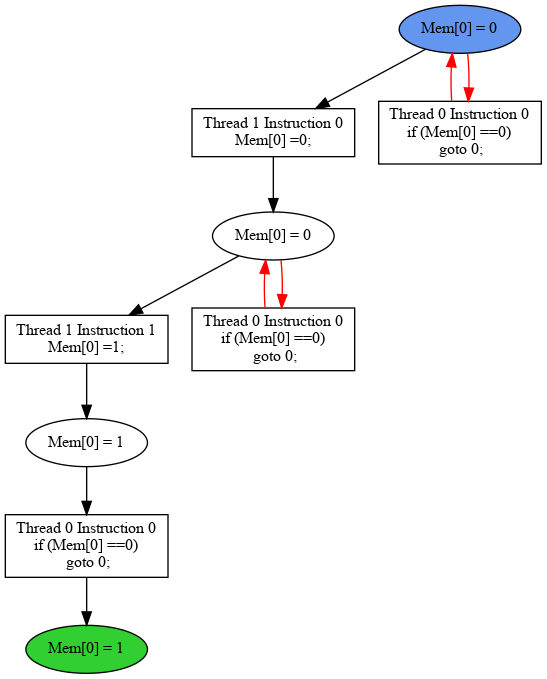 Mem[0] = 0
Thread 1 Instruction 0
Mem[0] =0;
Thread 0 Instruction 0
if (Mem[0] ==0)
goto 0;
Mem[0] = 0
Thread 1 Instruction 1
Mem[0] =1;
Thread 0 Instruction 0
if (Mem[0] ==0)
goto 0;
Mem[0] = 1
Thread 0 Instruction 0
if (Mem[0] ==0)
goto 0;
Mem[0] = 1